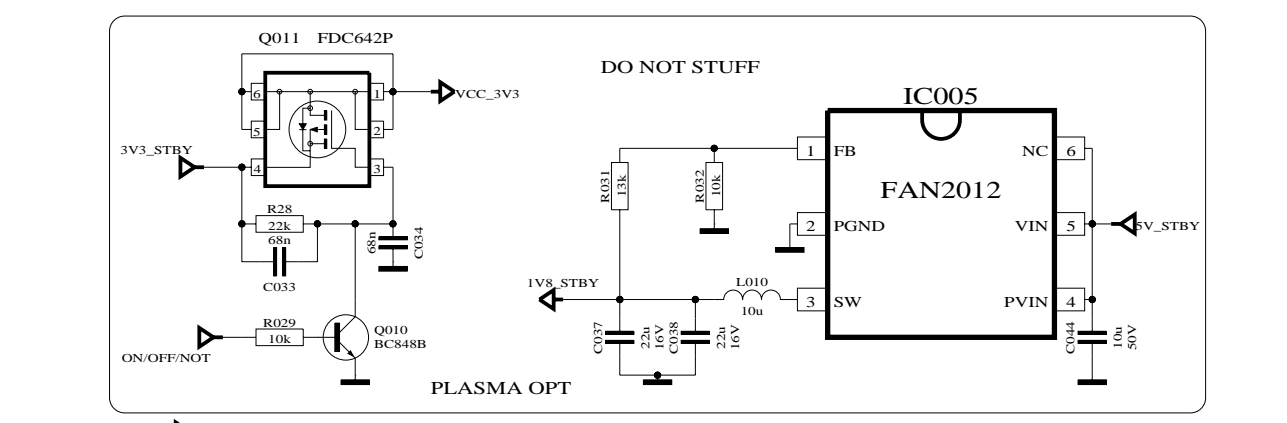 Q011 FDC642P
6
1
5
2
4
3
VCC_3V3
3V3_STBY
R28
22k
68n
C033
68n
C034
R029
10k
Q010
BC848B
ON/OFF/NOT
PLASMA OPT
DO NOT STUFF
R031
13k
R032
10k
1V8_STBY
L010
10u
C037
22u
16V
C038
22u
16V
IC005
FAN2012
1 FB
NC 6
2 PGND
VIN 5
3 SW
PVIN 4
5V_STBY
C044
10u
50V